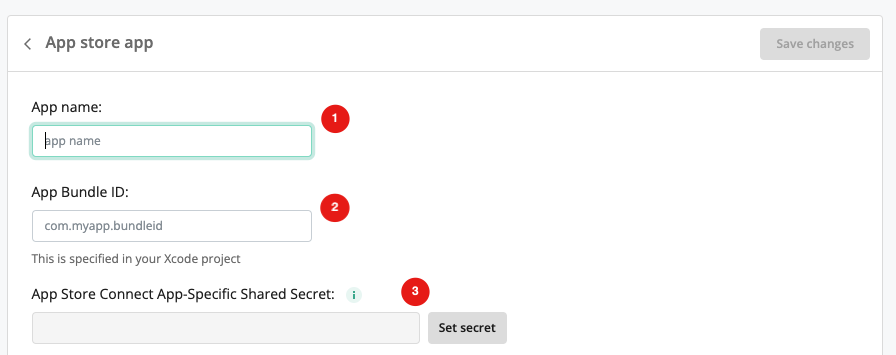 App store app
Save changes
App name:
1
app name
App Bundle ID:
2
com.myapp.bundleid
This is specified in your Xcode project
App Store Connect App-Specific Shared Secret: i
3
Set secret